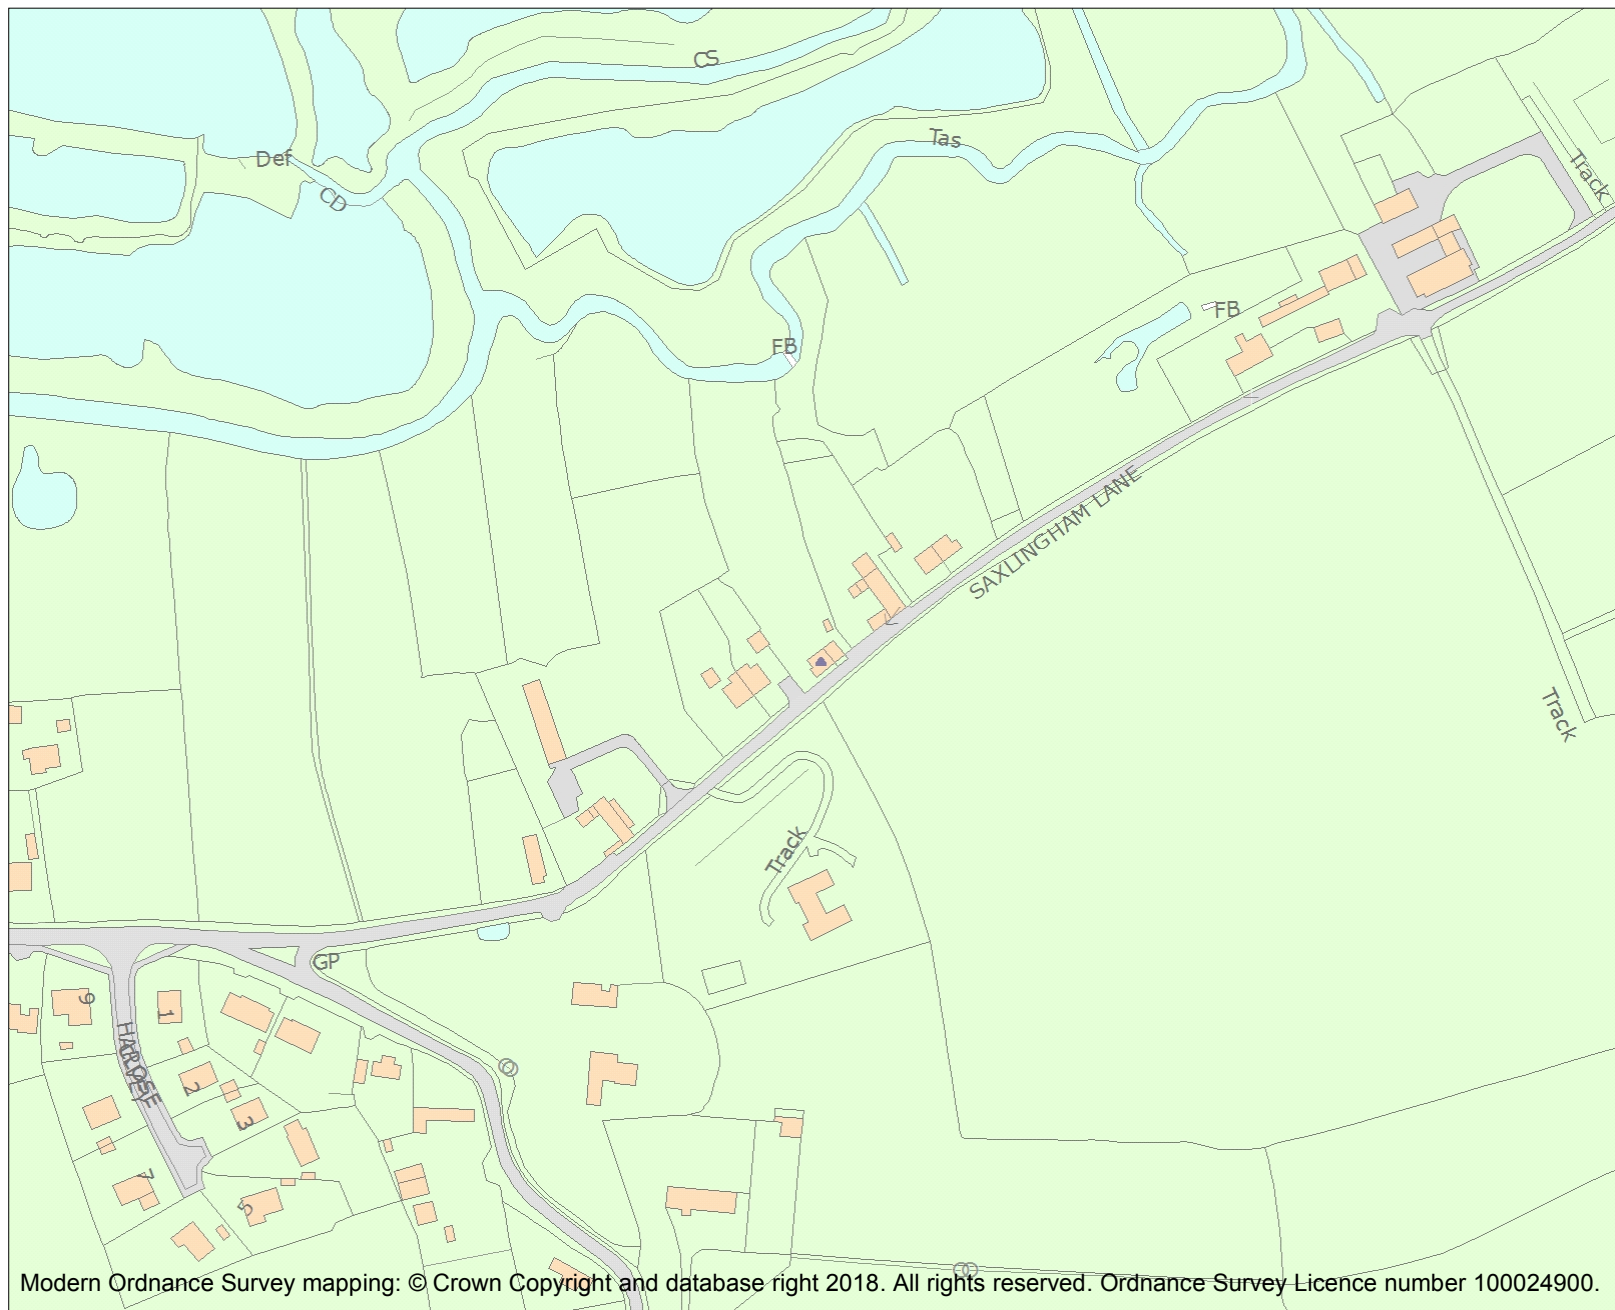 CS
Tas
Def
Track
CD
FB
FB
SAXLINGHAM LANE
Track
Track
GP
9
1
2
3
CLOSE
7
5
Modern Ordnance Survey mapping: © Crown Copyright and database right 2018. All rights reserved. Ordnance Survey Licence number 100024900.